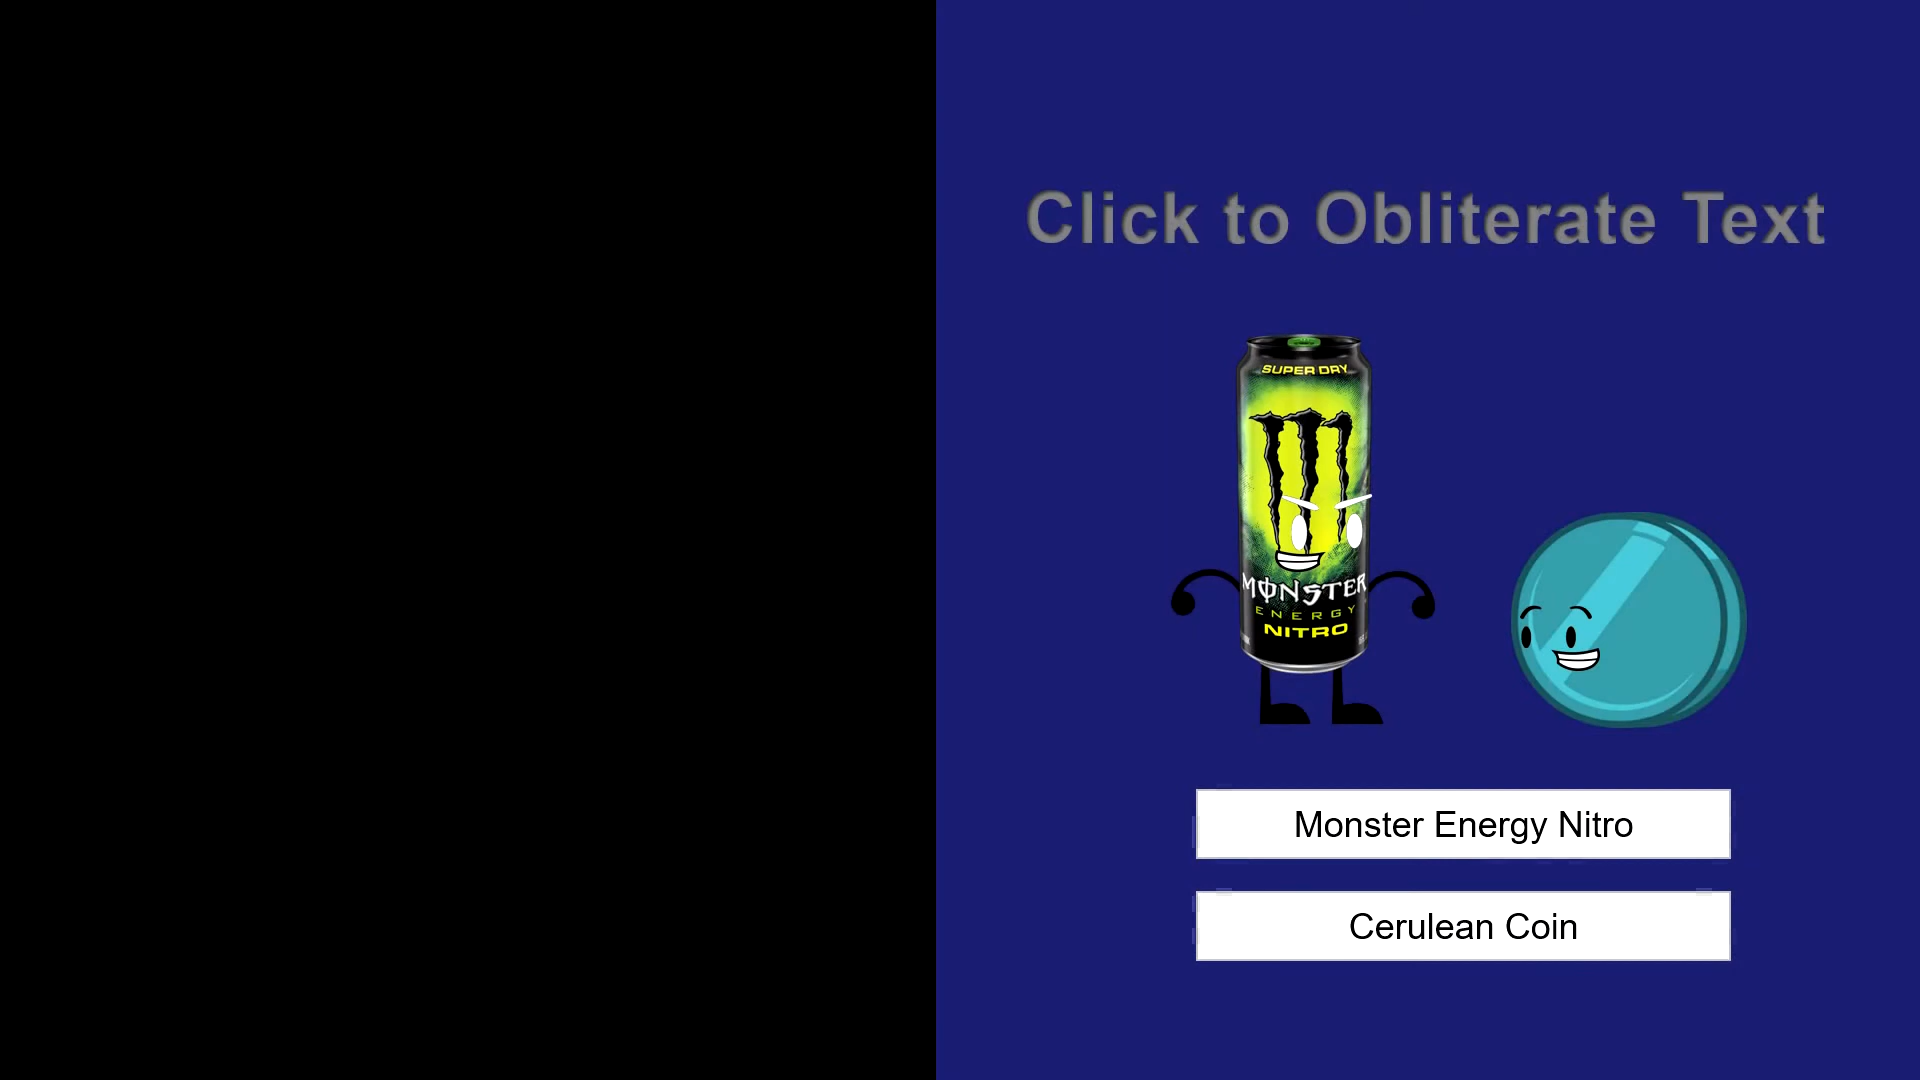 Click to Obliterate Text
SUPER DRY
MONSTER
ENERGY
NITRO
Monster Energy Nitro
Cerulean Coin